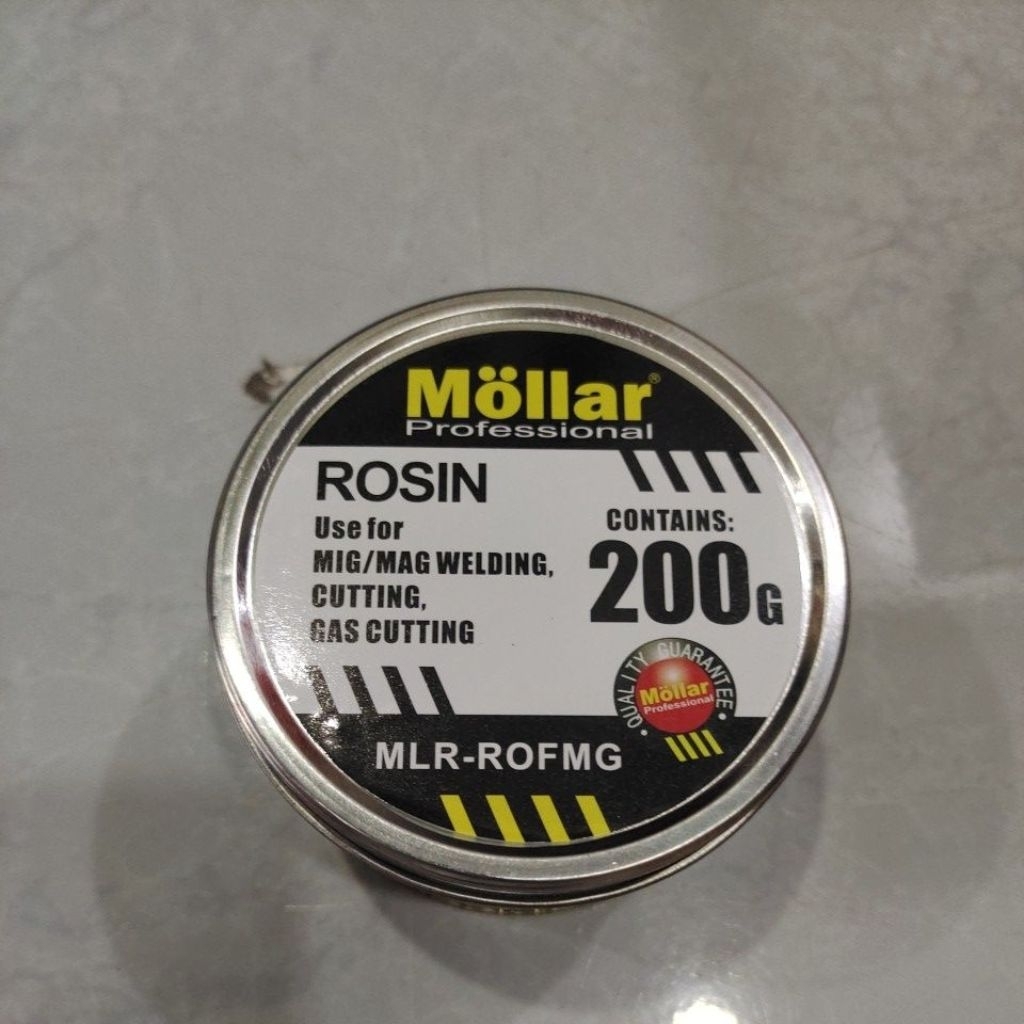 Möllar®
Professional
ROSIN
Use for
MIG/MAG WELDING,
CUTTING,
GAS CUTTING
CONTAINS:
200G
QUALITY GUARANTEE
Möllar
Professional
MLR-ROFMG